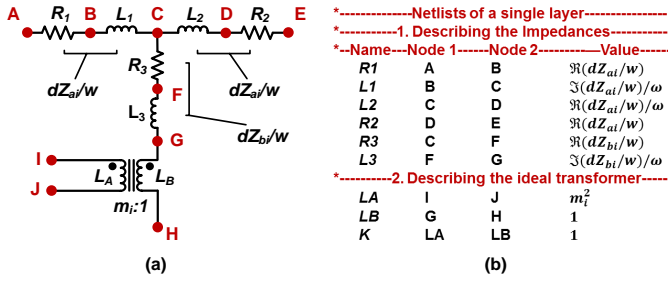 A R1 B L1 C L2 D R2 E
dZai/w R3 dZai/w
F
L3 dZbi/w
G
I
LA LB
J
mi:1
H
(a)
*----------Netlists of a single layer------------
*---------1. Describing the Impedances-------
*--Name---Node 1-----Node 2------------Value-----
R1 A B ℜ(dZai/w)
L1 B C ℑ(dZai/w)/ω
L2 C D ℜ(dZai/w)/ω
R2 D E ℜ(dZai/w)
R3 C F ℜ(dZbi/w)
L3 F G ℑ(dZbi/w)/ω
*----------2. Describing the ideal transformer-----
LA I J mi²
LB G H 1
K LA LB 1
(b)